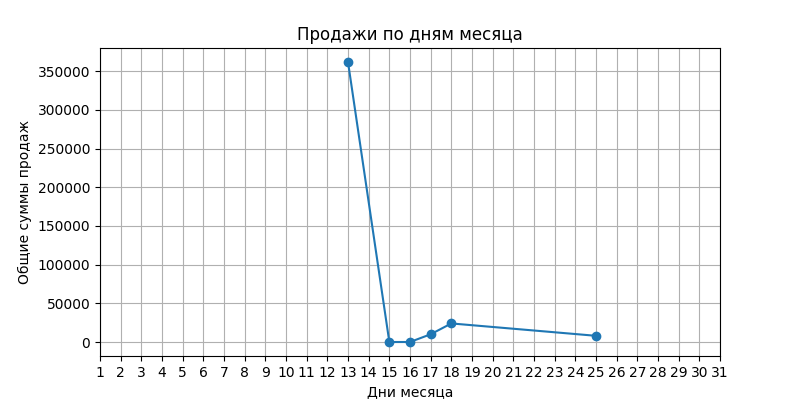 Продажи по дням месяца
Общие суммы продаж
350000
300000
250000
200000
150000
100000
50000
0
1 2 3 4 5 6 7 8 9 10 11 12 13 14 15 16 17 18 19 20 21 22 23 24 25 26 27 28 29 30 31
Дни месяца